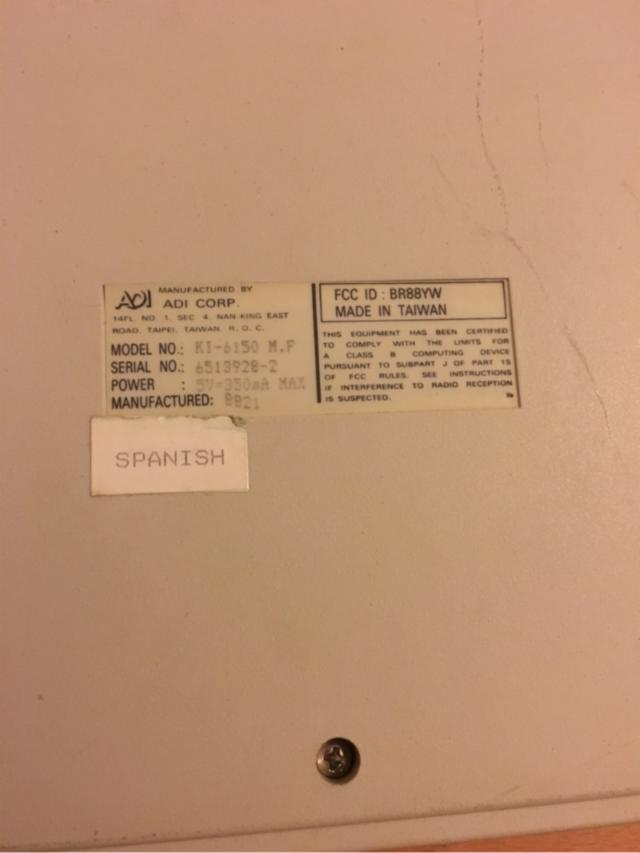 ADI MANUFACTURED BY
ADI CORP.
14FL. NO. 1, SEC. 4, NAN-KING EAST
ROAD, TAIPEI, TAIWAN, R. O. C.
MODEL NO.: KI-6150 M.F
SERIAL NO.: 6513928-2
POWER : 5V=350mA MAX
MANUFACTURED: 8821
FCC ID : BR88YW
MADE IN TAIWAN
THIS EQUIPMENT HAS BEEN CERTIFIED
TO COMPLY WITH THE LIMITS FOR
A CLASS B COMPUTING DEVICE
PURSUANT TO SUBPART J OF PART 15
OF FCC RULES. SEE INSTRUCTIONS
IF INTERFERENCE TO RADIO RECEPTION
IS SUSPECTED.
SPANISH